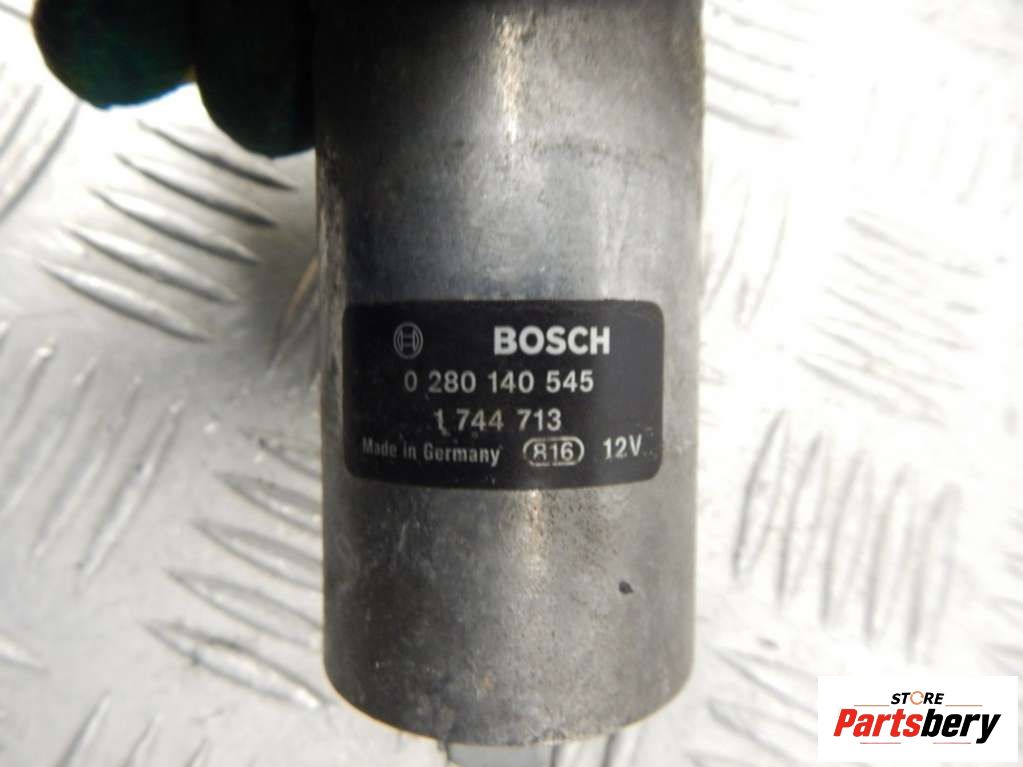 BOSCH
0 280 140 545
1 744 713
Made in Germany 816 12V
STORE
Partsbery